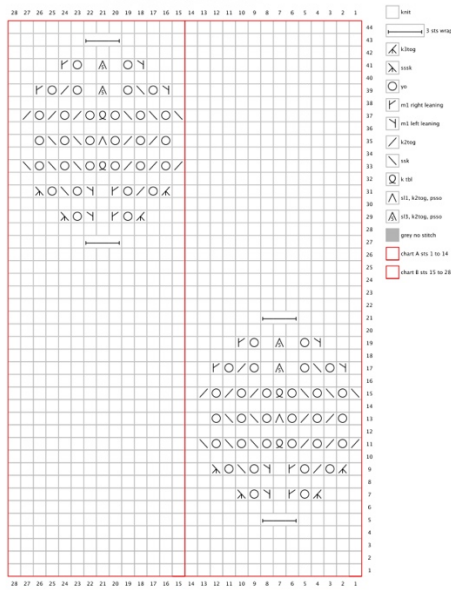 28 27 26 25 24 23 22 21 20 19 18 17 16 15 14 13 12 11 10 9 8 7 6 5 4 3 2 1
44
43
42
41
40
39
38
37
36
35
34
33
32
31
30
29
28
27
26
25
24
23
22
21
20
19
18
17
16
15
14
13
12
11
10
9
8
7
6
5
4
3
2
1
28 27 26 25 24 23 22 21 20 19 18 17 16 15 14 13 12 11 10 9 8 7 6 5 4 3 2 1
knit
3 sts wrap
k3tog
sssk
yo
m1 right leaning
m1 left leaning
k2tog
ssk
k tbl
sl1, k2tog, psso
grey no stitch
chart A sts 1 to 14
chart B sts 15 to 28